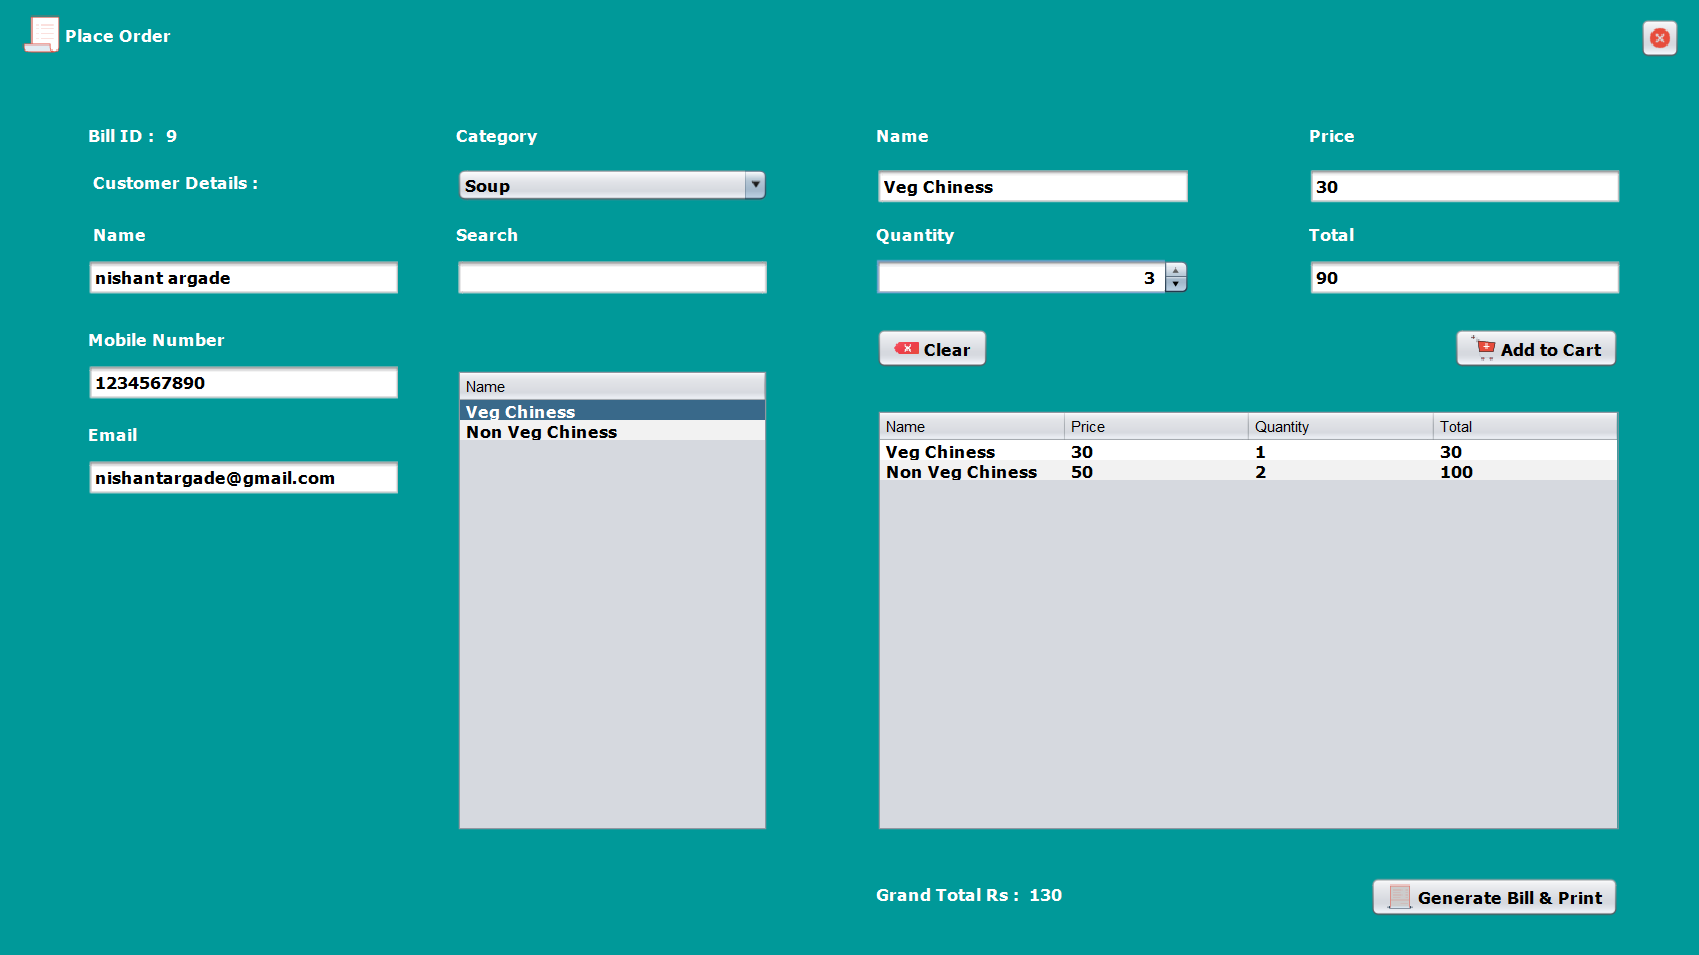 Place Order
Bill ID : 9
Customer Details :
Name
nishant argade
Mobile Number
1234567890
Email
nishantargade@gmail.com
Category
Soup
Search
Name
Veg Chiness
Non Veg Chiness
Name
Veg Chiness
Price
30
Quantity
3
Total
90
Clear
Add to Cart
Name Price Quantity Total
Veg Chiness 30 1 30
Non Veg Chiness 50 2 100
Grand Total Rs : 130
Generate Bill & Print